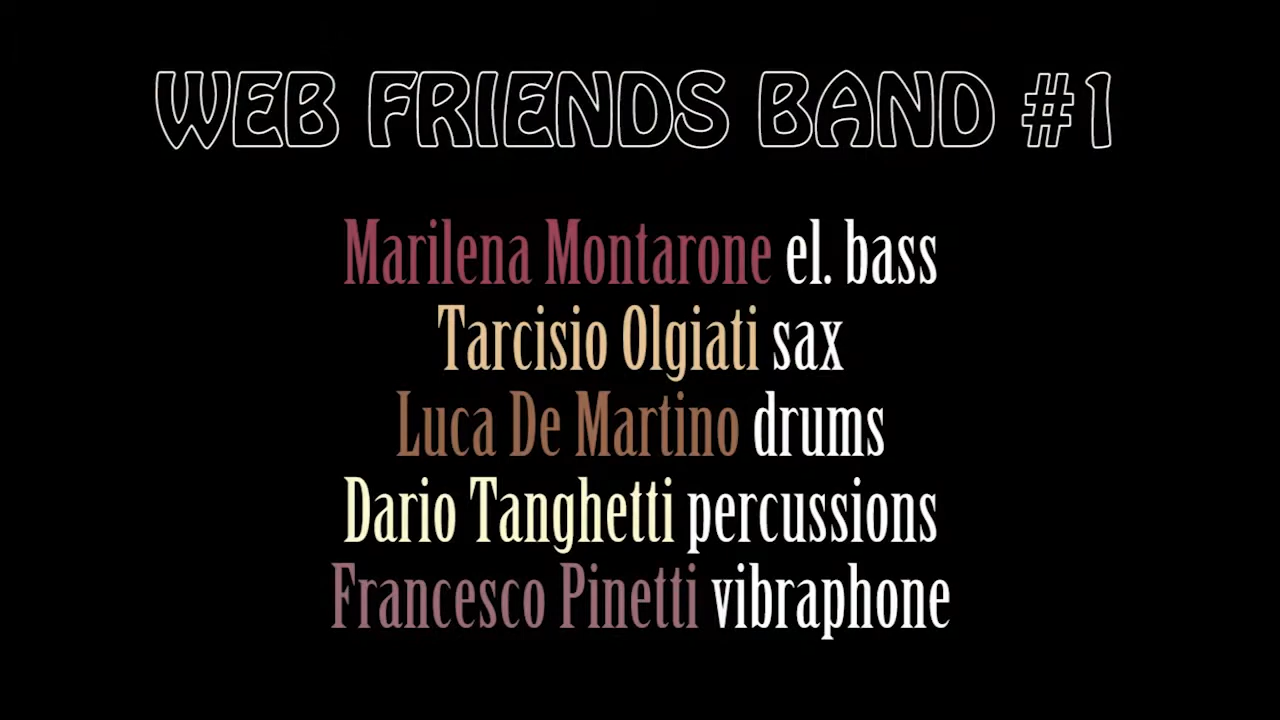 WEB FRIENDS BAND #1
Marilena Montarone el. bass
Tarcisio Olgiati sax
Luca De Martino drums
Dario Tanghetti percussions
Francesco Pinetti vibraphone